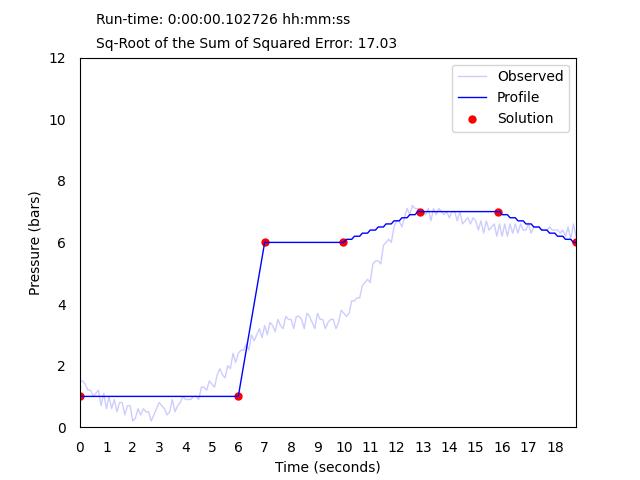 Run-time: 0:00:00.102726 hh:mm:ss
Sq-Root of the Sum of Squared Error: 17.03
12
10
8
6
4
2
0
Pressure (bars)
Observed
Profile
Solution
0 1 2 3 4 5 6 7 8 9 10 11 12 13 14 15 16 17 18
Time (seconds)